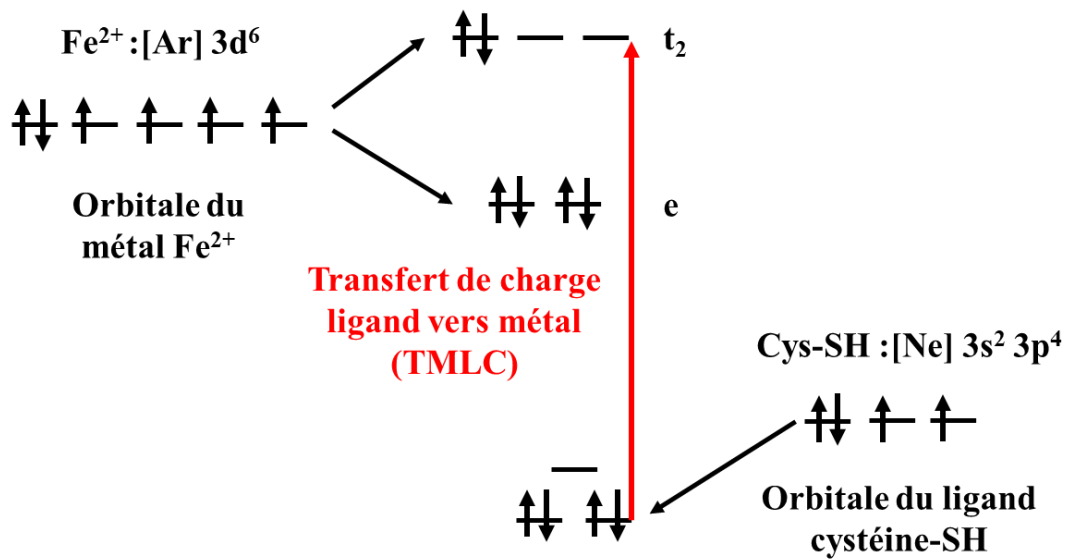 Fe²⁺ :[Ar] 3d⁶
t₂
Orbitale du
métal Fe²⁺
e
Transfert de charge
ligand vers métal
(TMLC)
Cys-SH :[Ne] 3s² 3p⁴
Orbitale du ligand
cystéine-SH